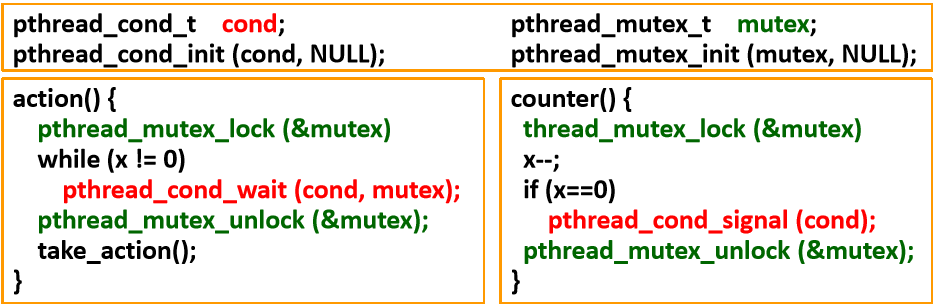 pthread_cond_t cond;
pthread_cond_init (cond, NULL);
pthread_mutex_t mutex;
pthread_mutex_init (mutex, NULL);
action() {
pthread_mutex_lock (&mutex)
while (x != 0)
pthread_cond_wait (cond, mutex);
pthread_mutex_unlock (&mutex);
take_action();
}
counter() {
thread_mutex_lock (&mutex)
x--;
if (x==0)
pthread_cond_signal (cond);
pthread_mutex_unlock (&mutex);
}